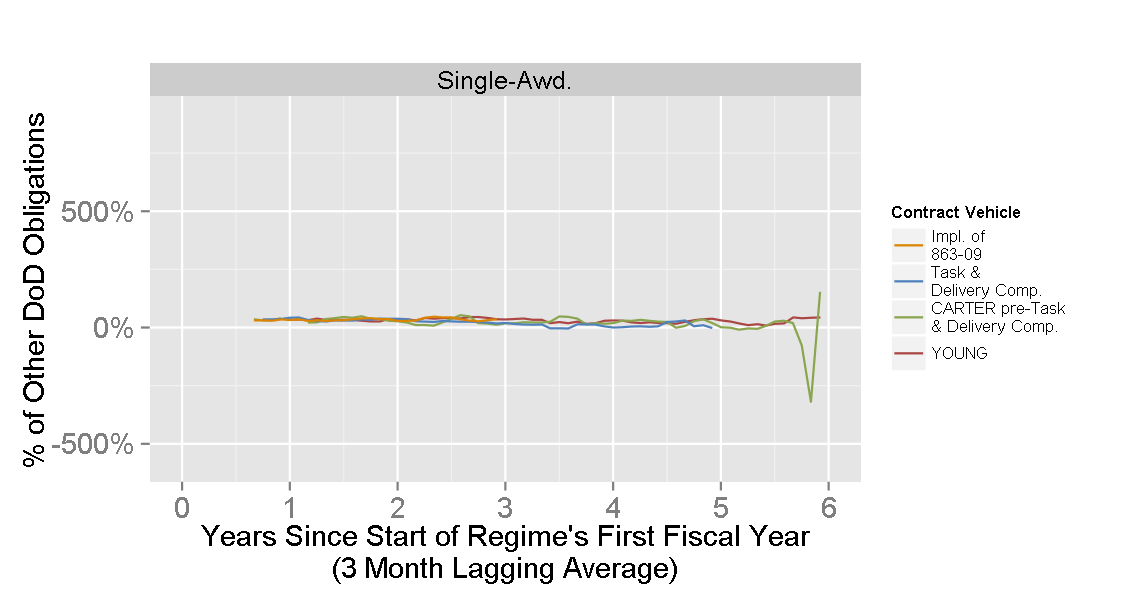 Single-Awd.
% of Other DoD Obligations
500%
0%
-500%
0 1 2 3 4 5 6
Years Since Start of Regime's First Fiscal Year
(3 Month Lagging Average)
Contract Vehicle
Impl. of
863-09
Task &
Delivery Comp.
CARTER pre-Task
& Delivery Comp.
YOUNG